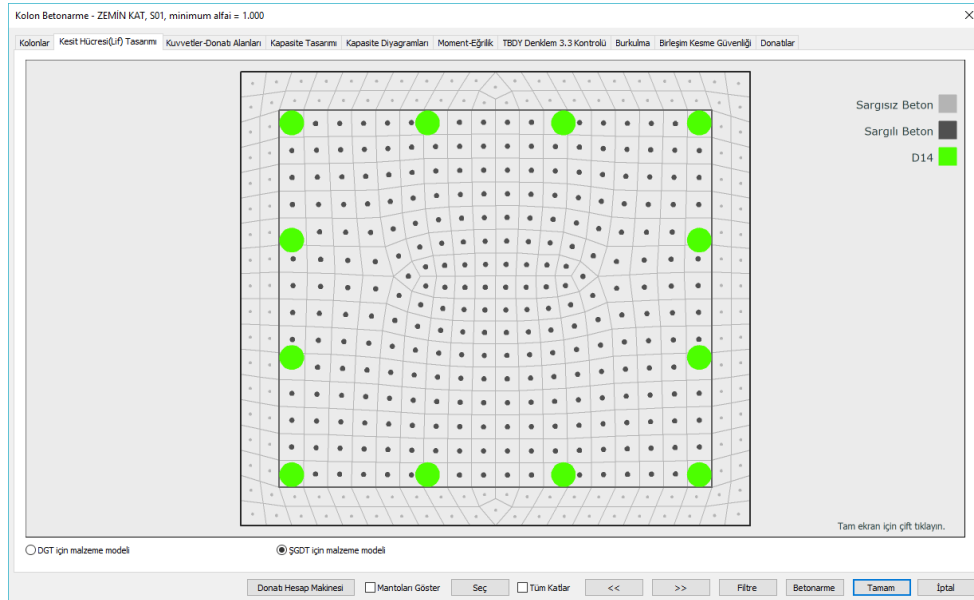 Kolon Betonarme - ZEMİN KAT, S01, minimum alfai = 1.000
Kolonlar Kesit Hücresi(Lif) Tasarımı Kuvvetler-Donatı Alanları Kapasite Tasarımı Kapasite Diyagramları Moment-Eğrilik TBDY Denklem 3.3 Kontrolü Burkulma Birleşim Kesme Güvenliği Donatılar
Sargısız Beton
Sargılı Beton
D14
Tam ekran için çift tıklayın.
DGT için malzeme modeli ŞGDT için malzeme modeli
Donatı Hesap Makinesi Mantoları Göster Seç Tüm Katlar << >> Filtre Betonarme Tamam İptal